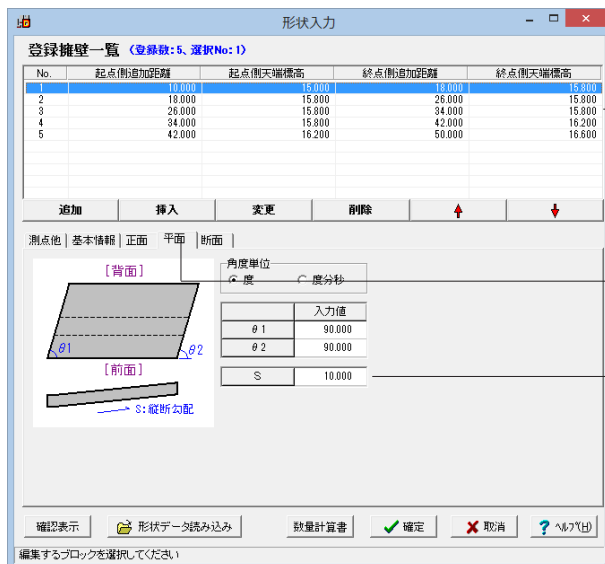 形状入力
登録擁壁一覧 (登録数:5、選択No:1)
No. 起点側追加距離 起点側天端標高 終点側追加距離 終点側天端標高
1 10.000 15.000 18.000 15.800
2 18.000 15.800 26.000 15.800
3 26.000 15.800 34.000 15.800
4 34.000 15.800 42.000 16.200
5 42.000 16.200 50.000 16.600
追加 挿入 変更 削除
測点他 基本情報 正面 平面 断面
[背面]
θ1 θ2
[前面]
S:縦断勾配
角度単位
度 度分秒
入力値
θ1 90.000
θ2 90.000
S 10.000
確認表示 形状データ読み込み 数量計算書 確定 取消 ヘルプ(H)
編集するブロックを選択してください